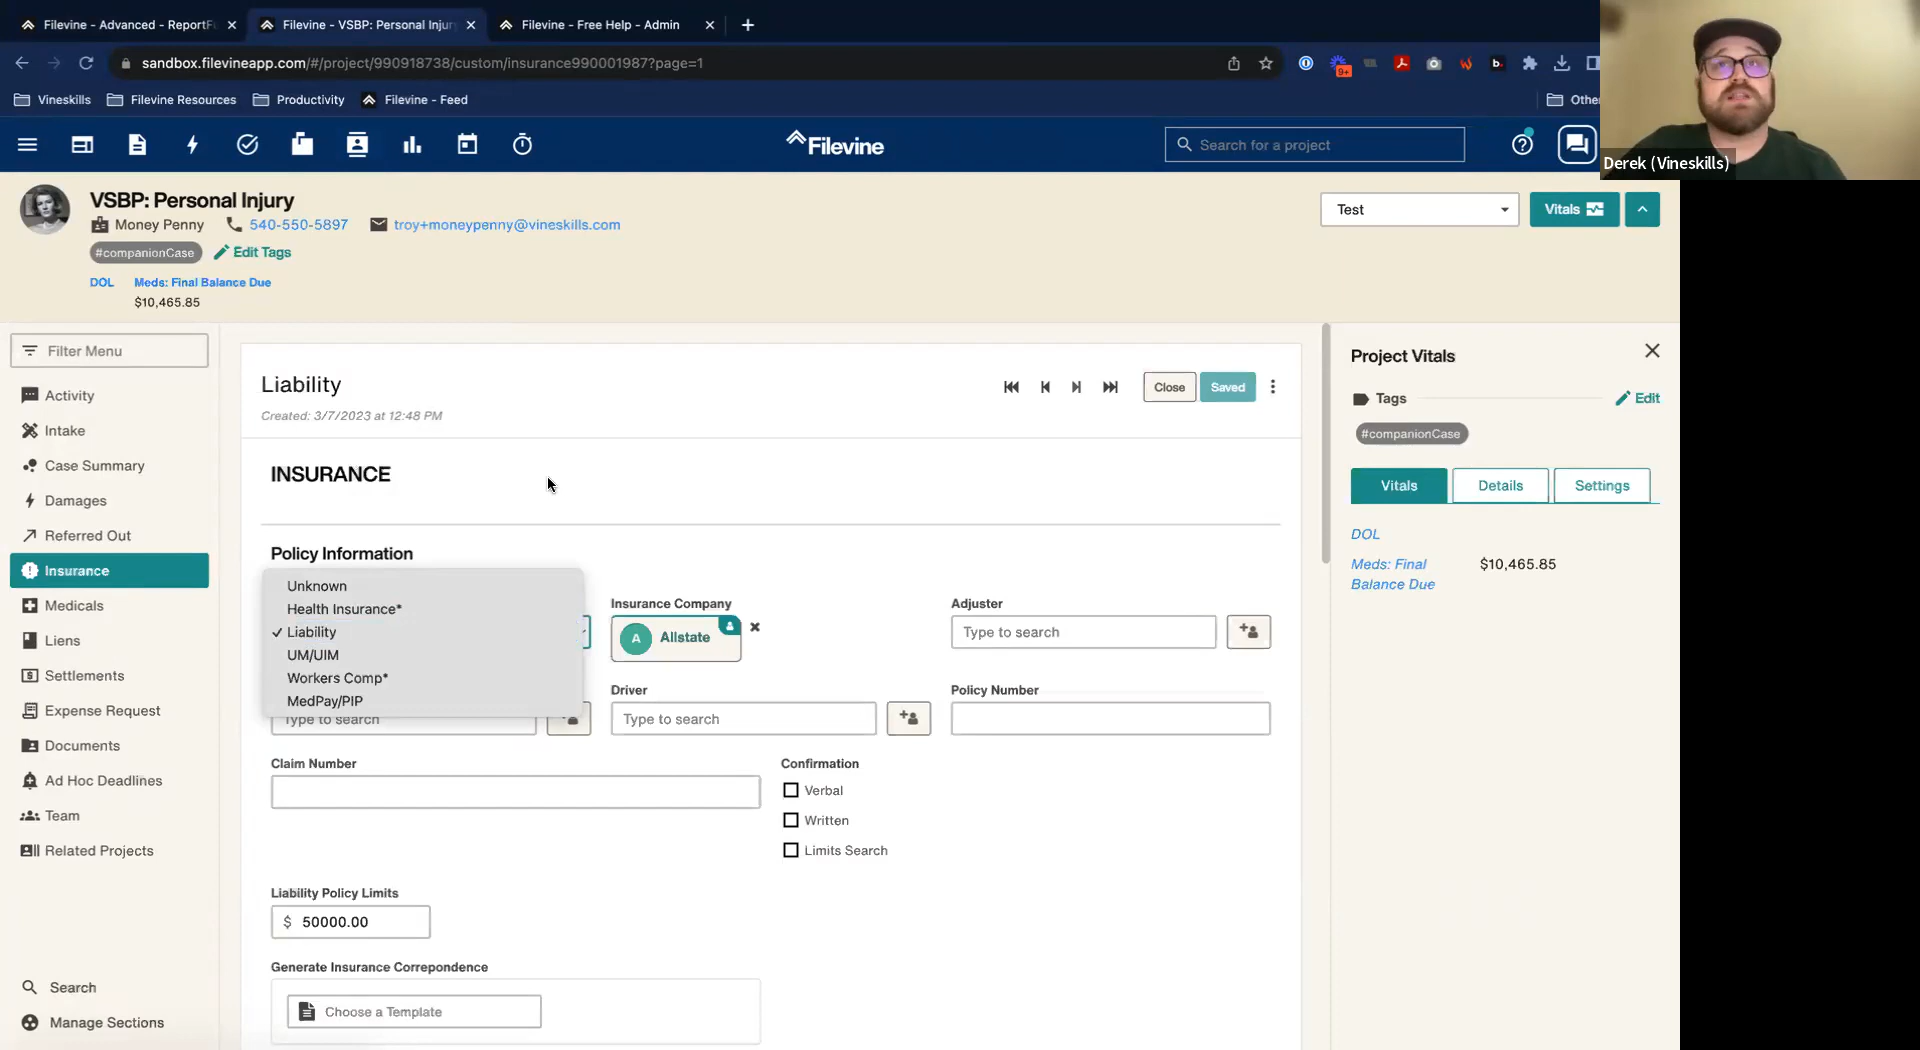 Filevine - Advanced - ReportF
Filevine - VSBP: Personal Injury
Filevine - Free Help - Admin
sandbox.filevineapp.com/#/project/990918738/custom/insurance990001987?page=1
9+
b.
Vineskills
Filevine Resources
Productivity
Filevine - Feed
Othe
Filevine
Search for a project
Derek (Vineskills)
VSBP: Personal Injury
Money Penny
540-550-5897
troy+moneypenny@vineskills.com
#companionCase
Edit Tags
DOL
Meds: Final Balance Due
$10,465.85
Test
Vitals
Filter Menu
Activity
Intake
Case Summary
Damages
Referred Out
Insurance
Medicals
Liens
Settlements
Expense Request
Documents
Ad Hoc Deadlines
Team
Related Projects
Search
Manage Sections
Liability
Created: 3/7/2023 at 12:48 PM
Close
Saved
INSURANCE
Policy Information
Unknown
Health Insurance*
✓ Liability
UM/UIM
Workers Comp*
MedPay/PIP
Type to search
Insurance Company
A
Allstate
Adjuster
Type to search
Driver
Type to search
Policy Number
Claim Number
Confirmation
Verbal
Written
Limits Search
Liability Policy Limits
$ 50000.00
Generate Insurance Correpondence
Choose a Template
Project Vitals
Tags
Edit
#companionCase
Vitals
Details
Settings
DOL
Meds: Final
Balance Due
$10,465.85